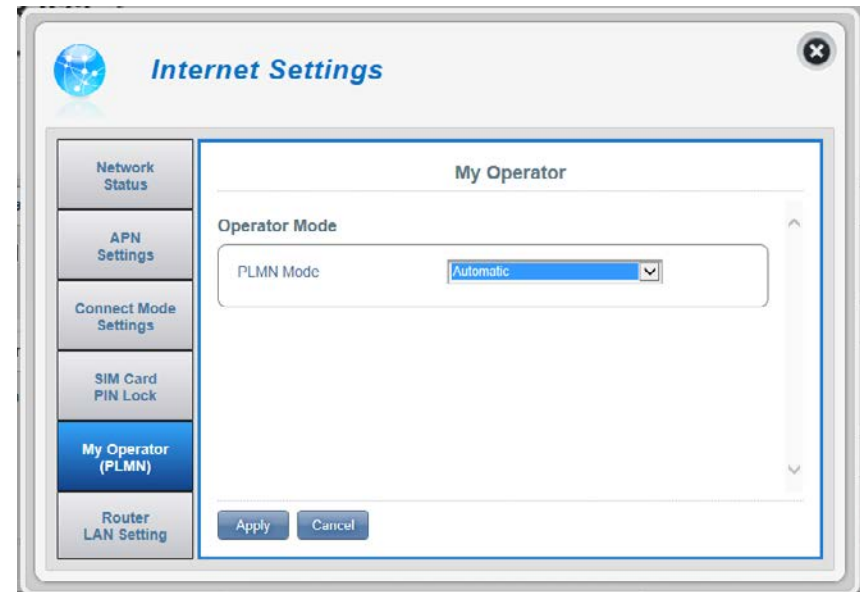 Internet Settings
Network
Status
APN
Settings
Connect Mode
Settings
SIM Card
PIN Lock
My Operator
(PLMN)
Router
LAN Setting
My Operator
Operator Mode
PLMN Mode
Automatic
Apply
Cancel